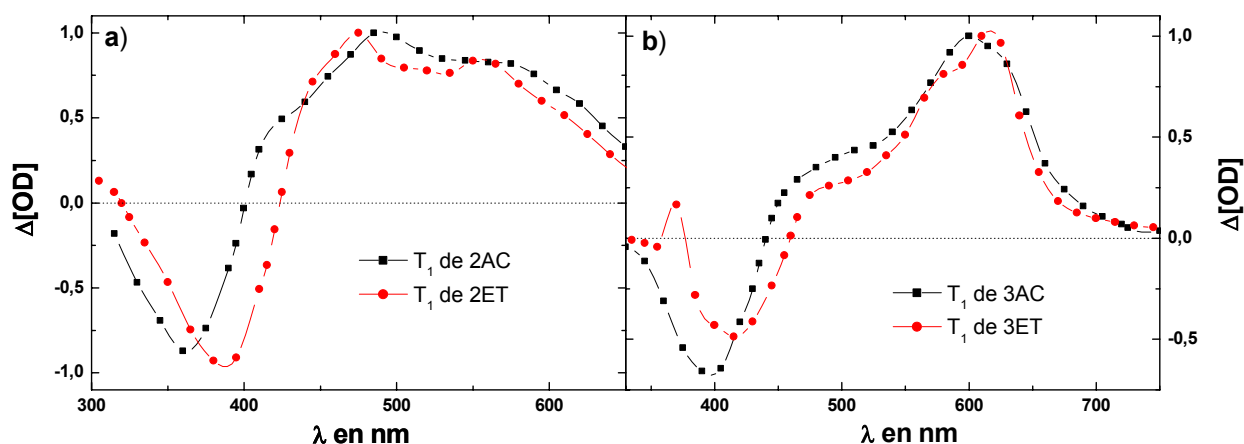 a)
1,0
0,5
0,0
-0,5
-1,0
Δ[OD]
300 400 500 600
λ en nm
T₁ de 2AC
T₁ de 2ET
b)
1,0
0,5
0,0
-0,5
Δ[OD]
400 500 600 700
λ en nm
T₁ de 3AC
T₁ de 3ET